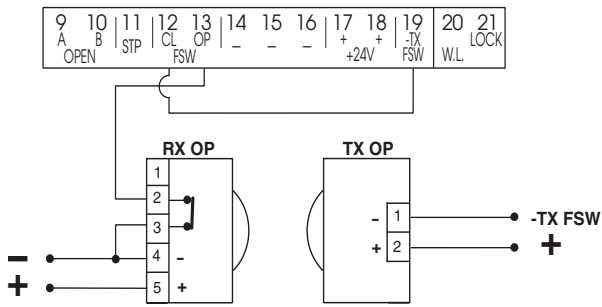 9 10 11 12 13 14 15 16 17 18 19 20 21
A B STP CL OP – – – + + -TX W.L. LOCK
OPEN FSW +24V FSW
RX OP TX OP
1
2
3
- 1 -TX FSW
+ 2 +
- 4 -
+ 5 +